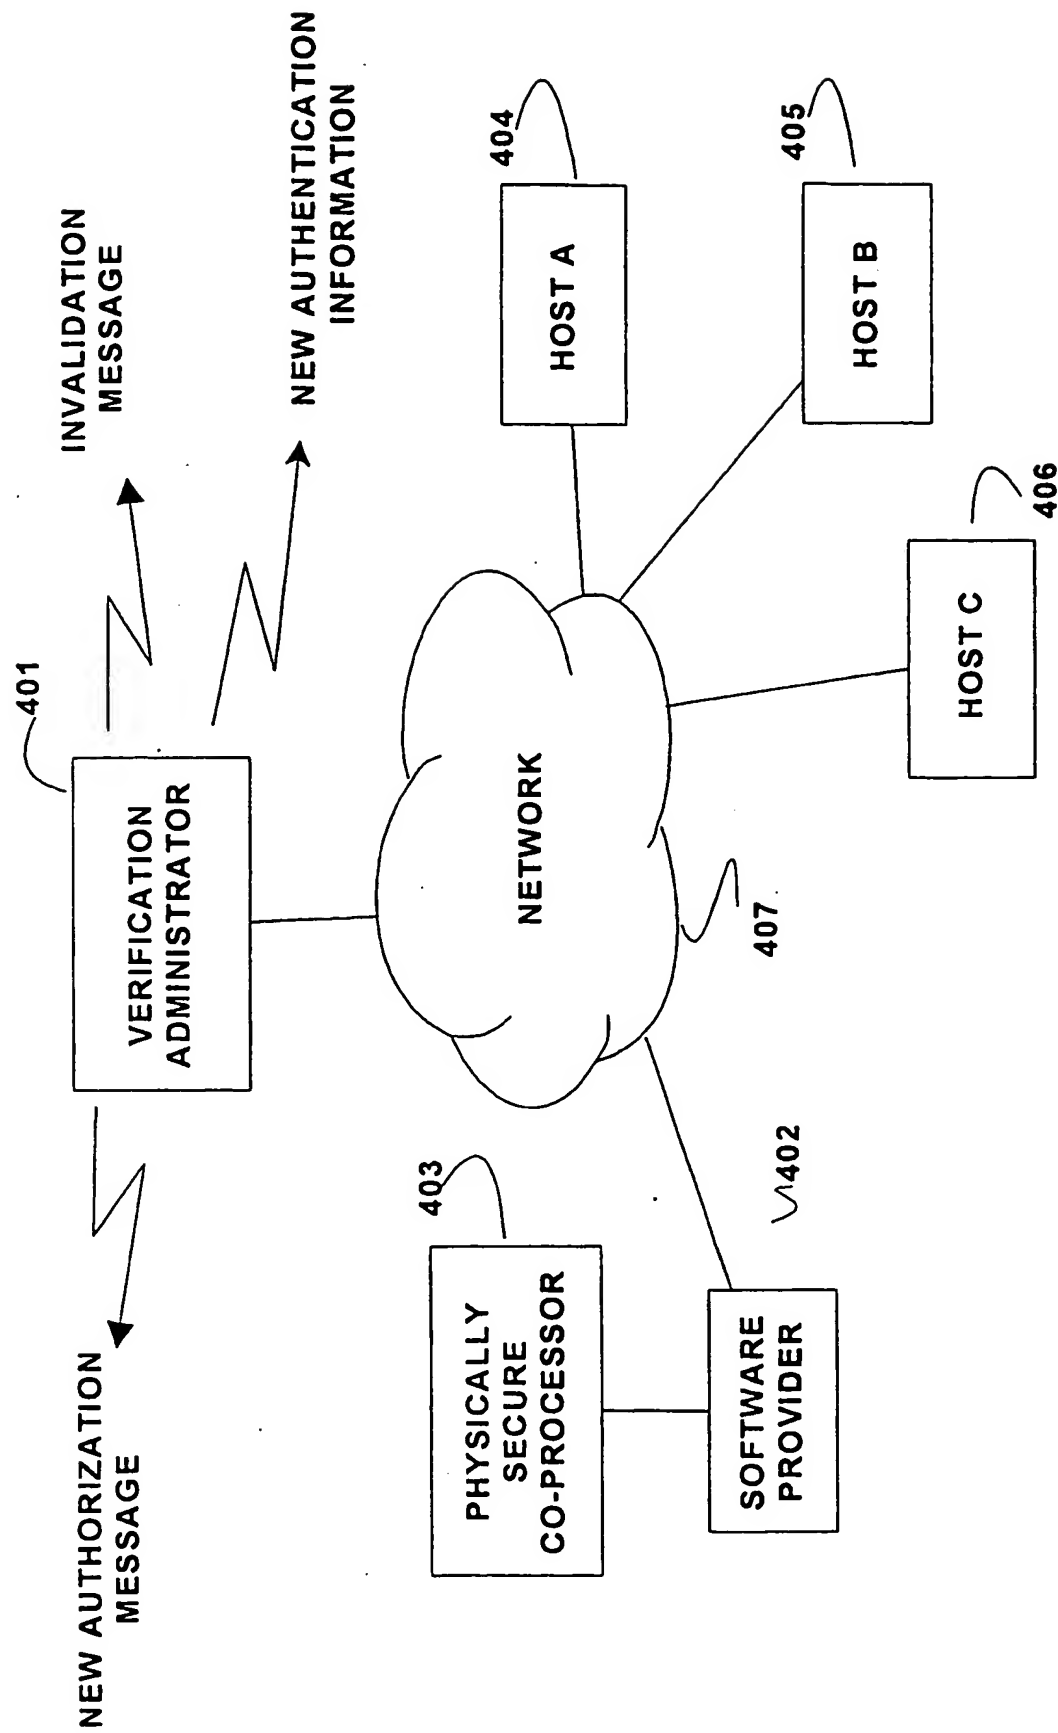 NEW AUTHORIZATION
MESSAGE
401
INVALIDATION
MESSAGE
NEW AUTHENTICATION
INFORMATION
VERIFICATION
ADMINISTRATOR
403
PHYSICALLY
SECURE
CO-PROCESSOR
NETWORK
404
HOST A
402
SOFTWARE
PROVIDER
407
405
HOST B
406
HOST C